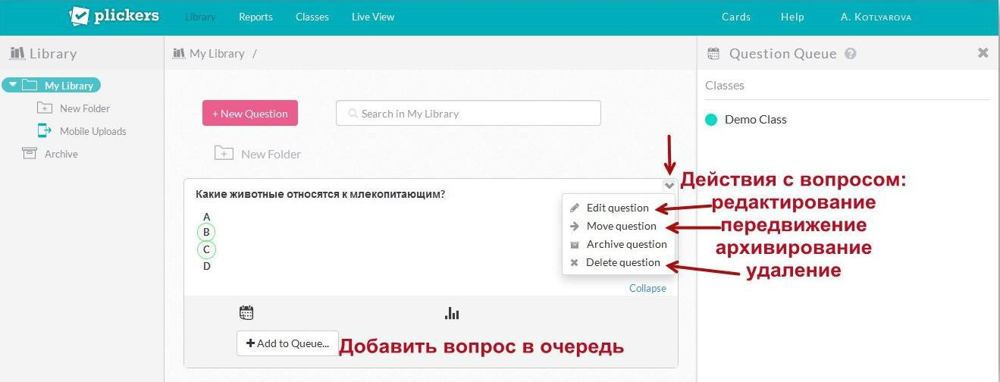 plickers
Library Reports Classes Live View Cards Help A. KOTLYAROVA
Library
My Library
New Folder
Mobile Uploads
Archive
My Library /
+ New Question
Search in My Library
New Folder
Какие животные относятся к млекопитающим?
A
B
C
D
Edit question
Move question
Archive question
Delete question
Collapse
+ Add to Queue...
Добавить вопрос в очередь
Question Queue ?
Classes
Demo Class
Действия с вопросом:
редактирование
передвижение
архивирование
удаление